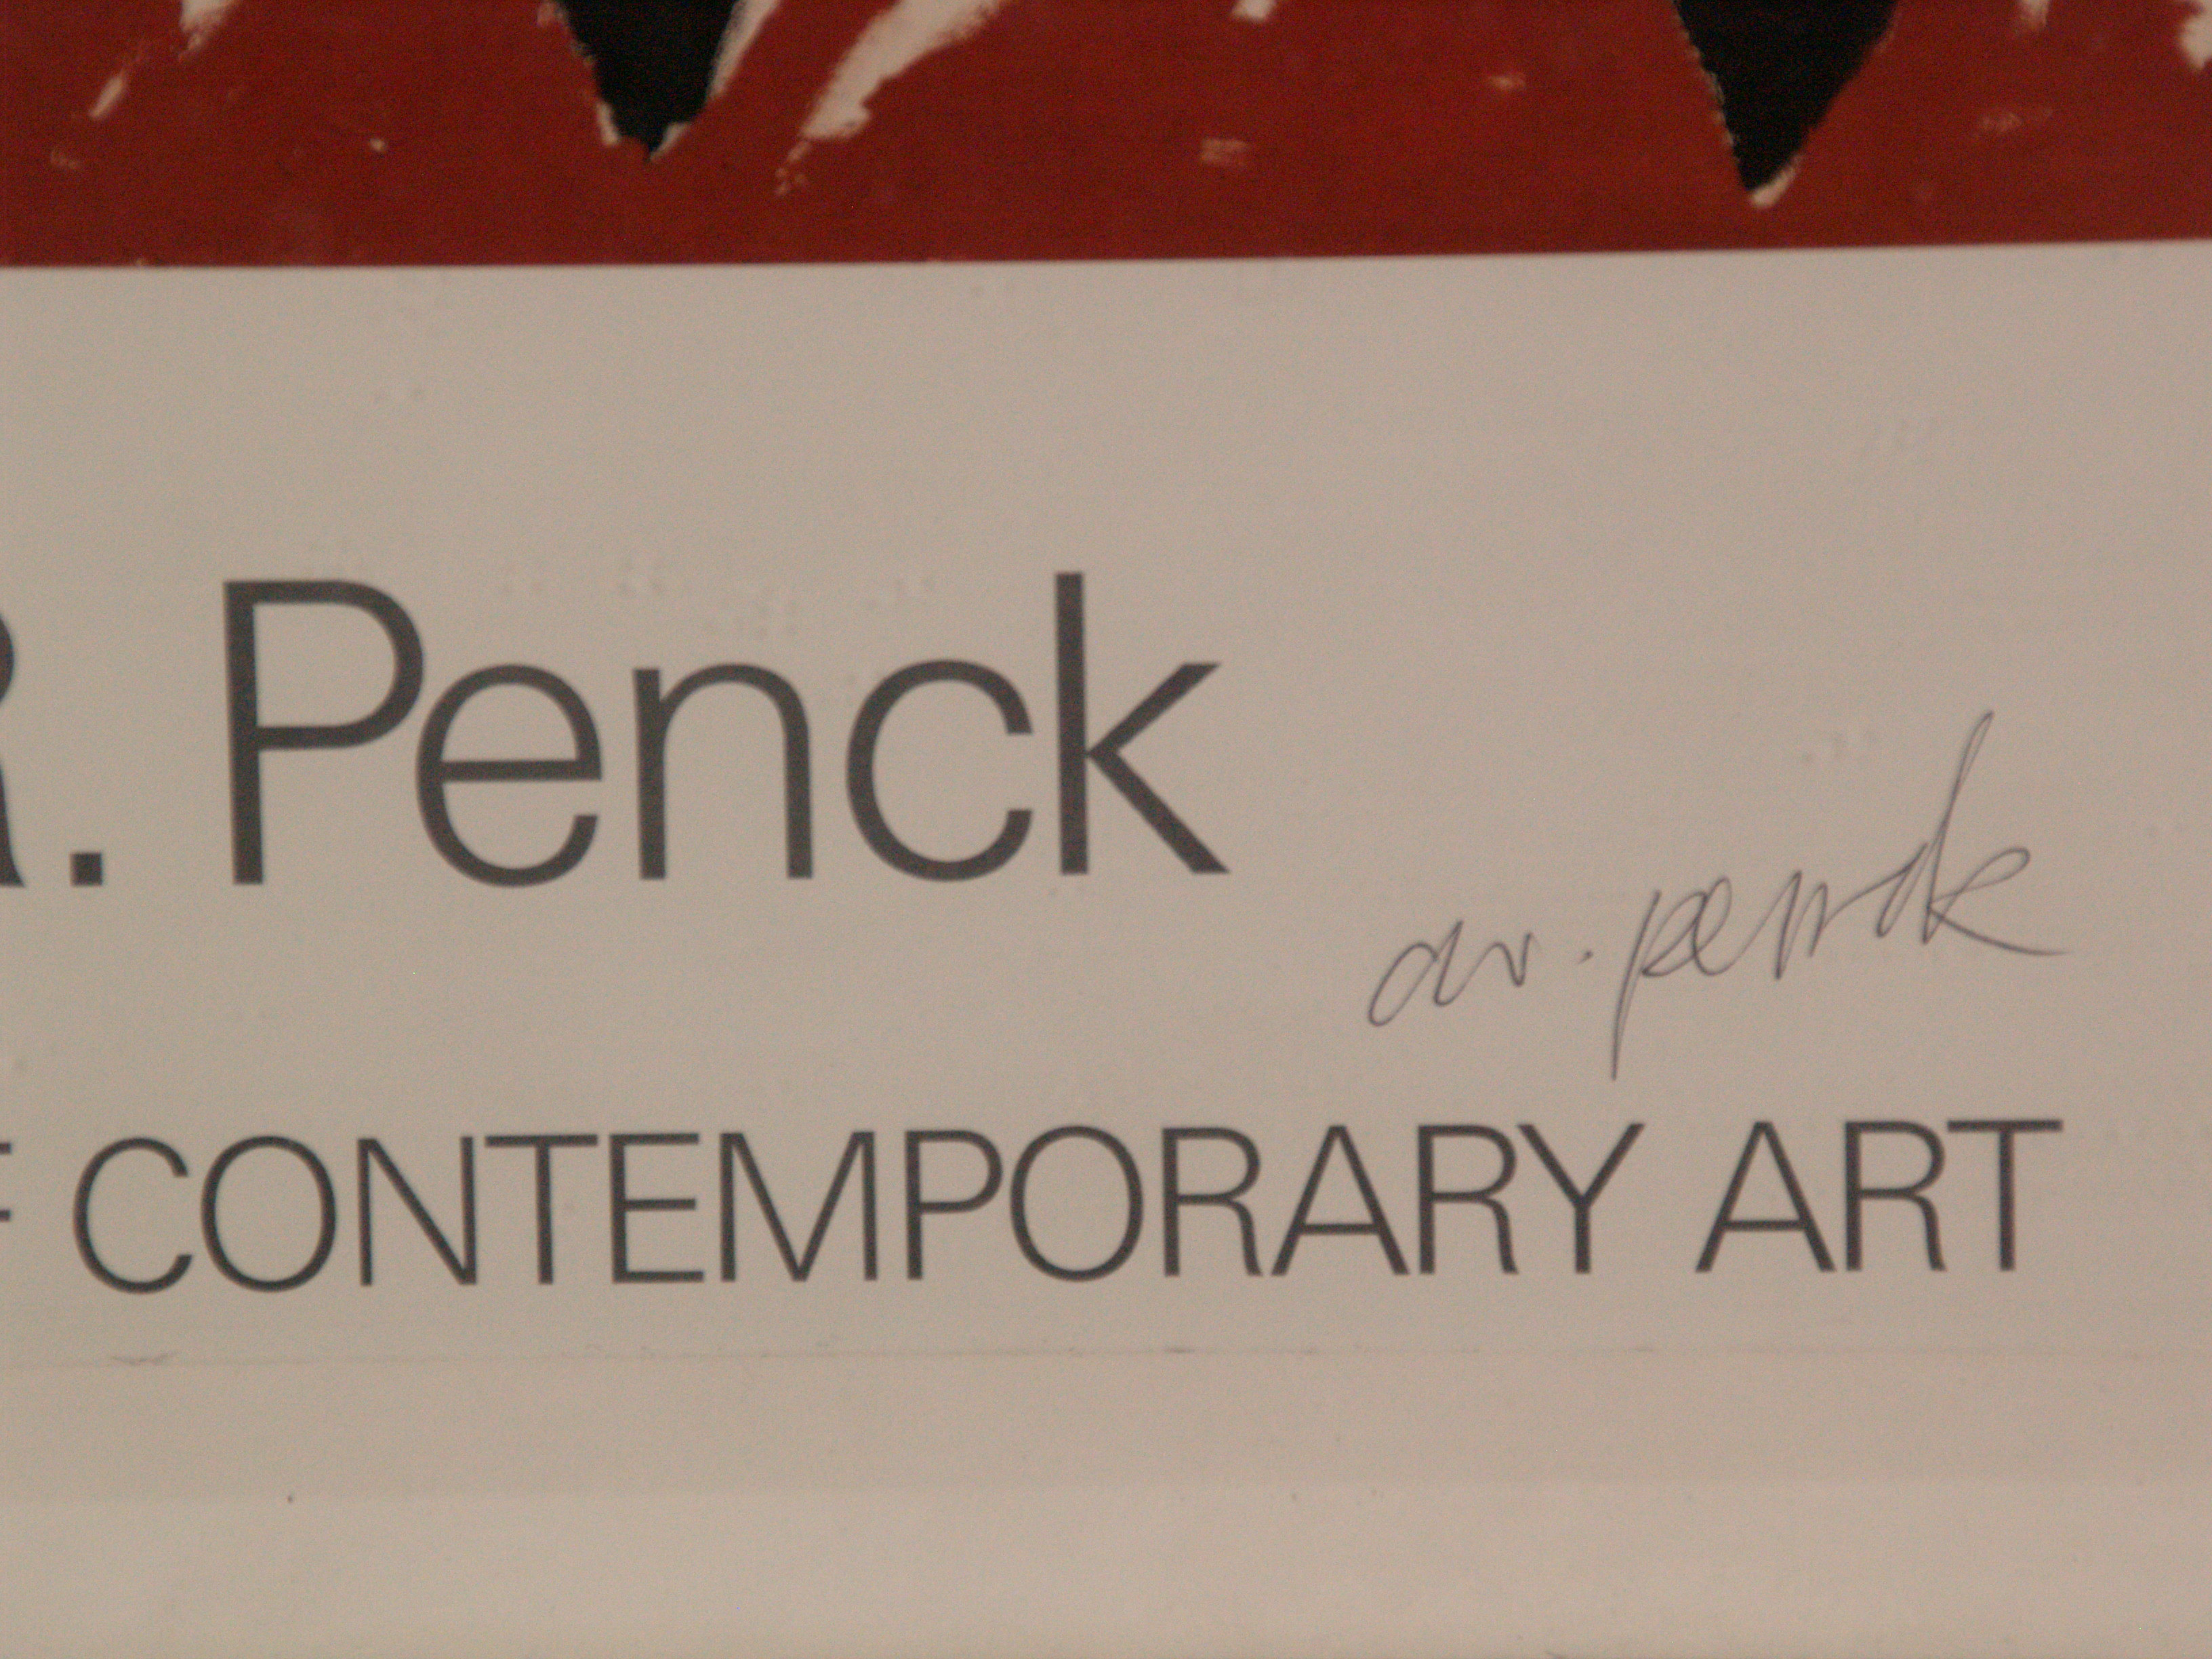 R. Penck
ar. penck
F CONTEMPORARY ART